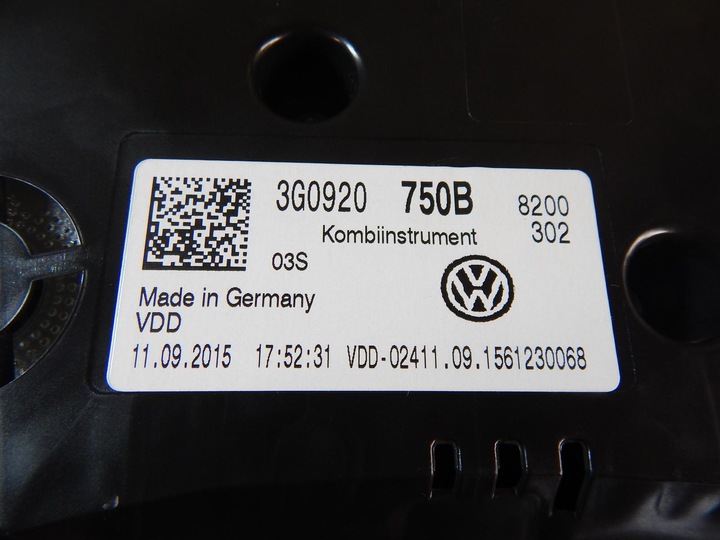 3G0920 750B 8200
Kombiinstrument 302
03S
Made in Germany
VDD
11.09.2015 17:52:31 VDD-02411.09.1561230068